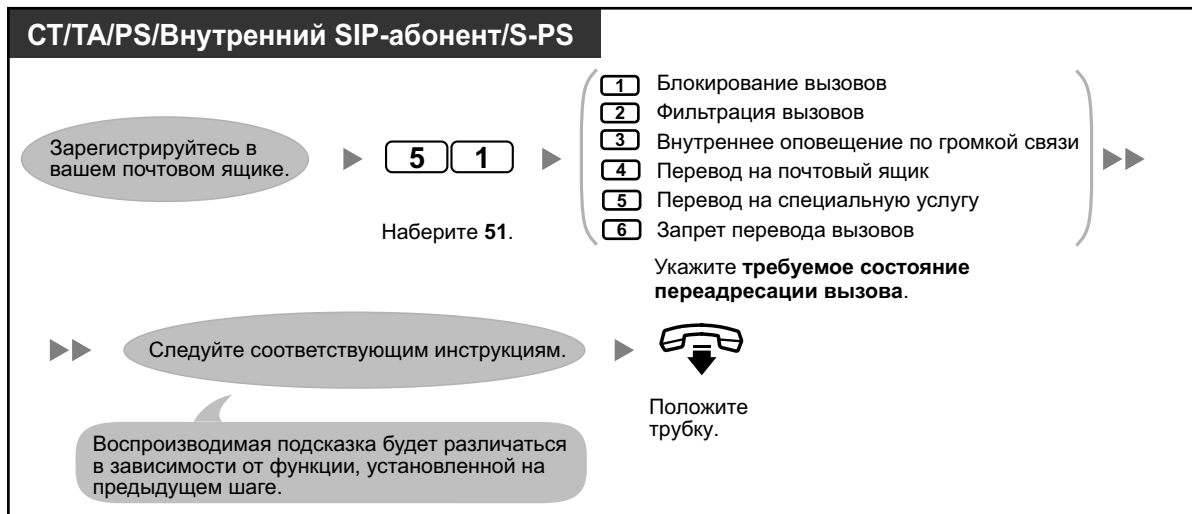 CT/TA/PS/Внутренний SIP-абонент/S-PS
Зарегистрируйтесь в
вашем почтовом ящике.
5 1
Наберите 51.
1 Блокирование вызовов
2 Фильтрация вызовов
3 Внутреннее оповещение по громкой связи
4 Перевод на почтовый ящик
5 Перевод на специальную услугу
6 Запрет перевода вызовов
Укажите требуемое состояние
переадресации вызова.
Следуйте соответствующим инструкциям.
Воспроизводимая подсказка будет различаться
в зависимости от функции, установленной на
предыдущем шаге.
Положите
трубку.